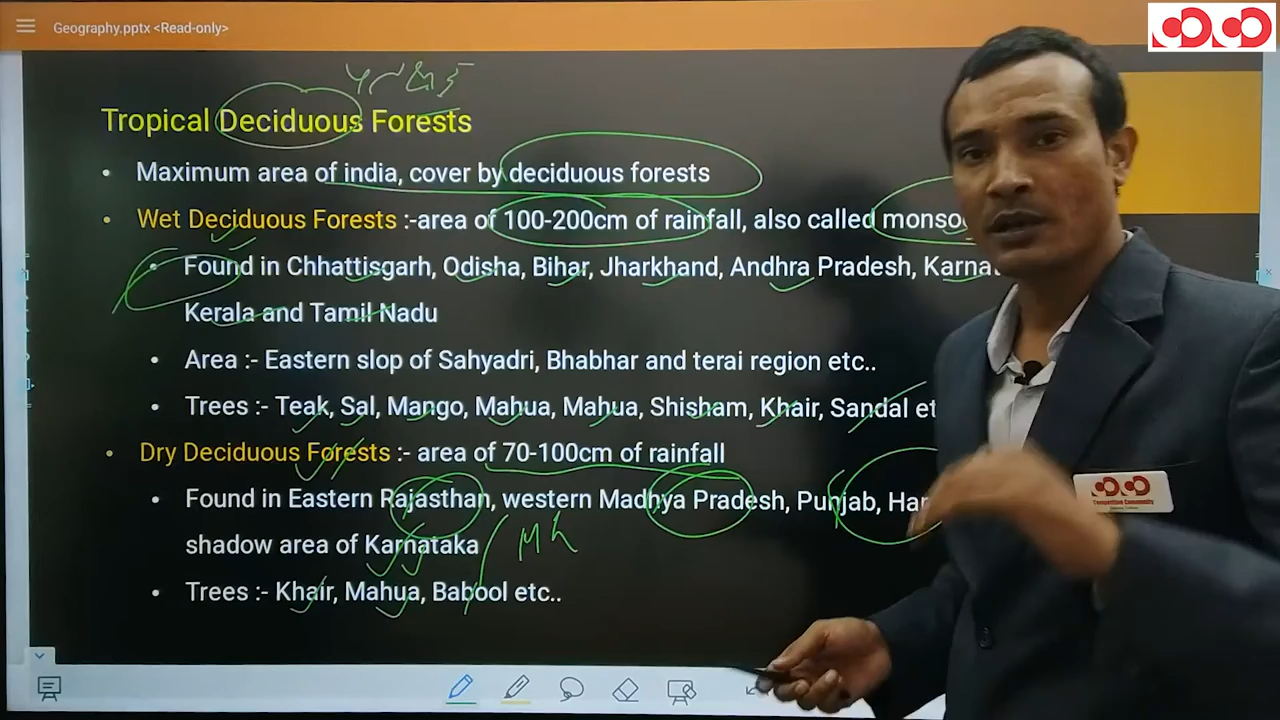 Geography.pptx <Read-only>
Tropical Deciduous Forests
• Maximum area of india, cover by deciduous forests
• Wet Deciduous Forests :-area of 100-200cm of rainfall, also called
• Found in Chhattisgarh, Odisha, Bihar, Jharkhand, Andhra Pradesh,
Kerala and Tamil Nadu
• Area :- Eastern slop of Sahyadri, Bhabhar and terai region etc..
• Trees :- Teak, Sal, Mango, Mahua, Mahua, Shisham, Khair, Sandal
• Dry Deciduous Forests :- area of 70-100cm of rainfall
• Found in Eastern Rajasthan, western Madhya Pradesh, Punjab,
shadow area of Karnataka
Mh
• Trees :- Khair, Mahua, Babool etc..
Competition Community